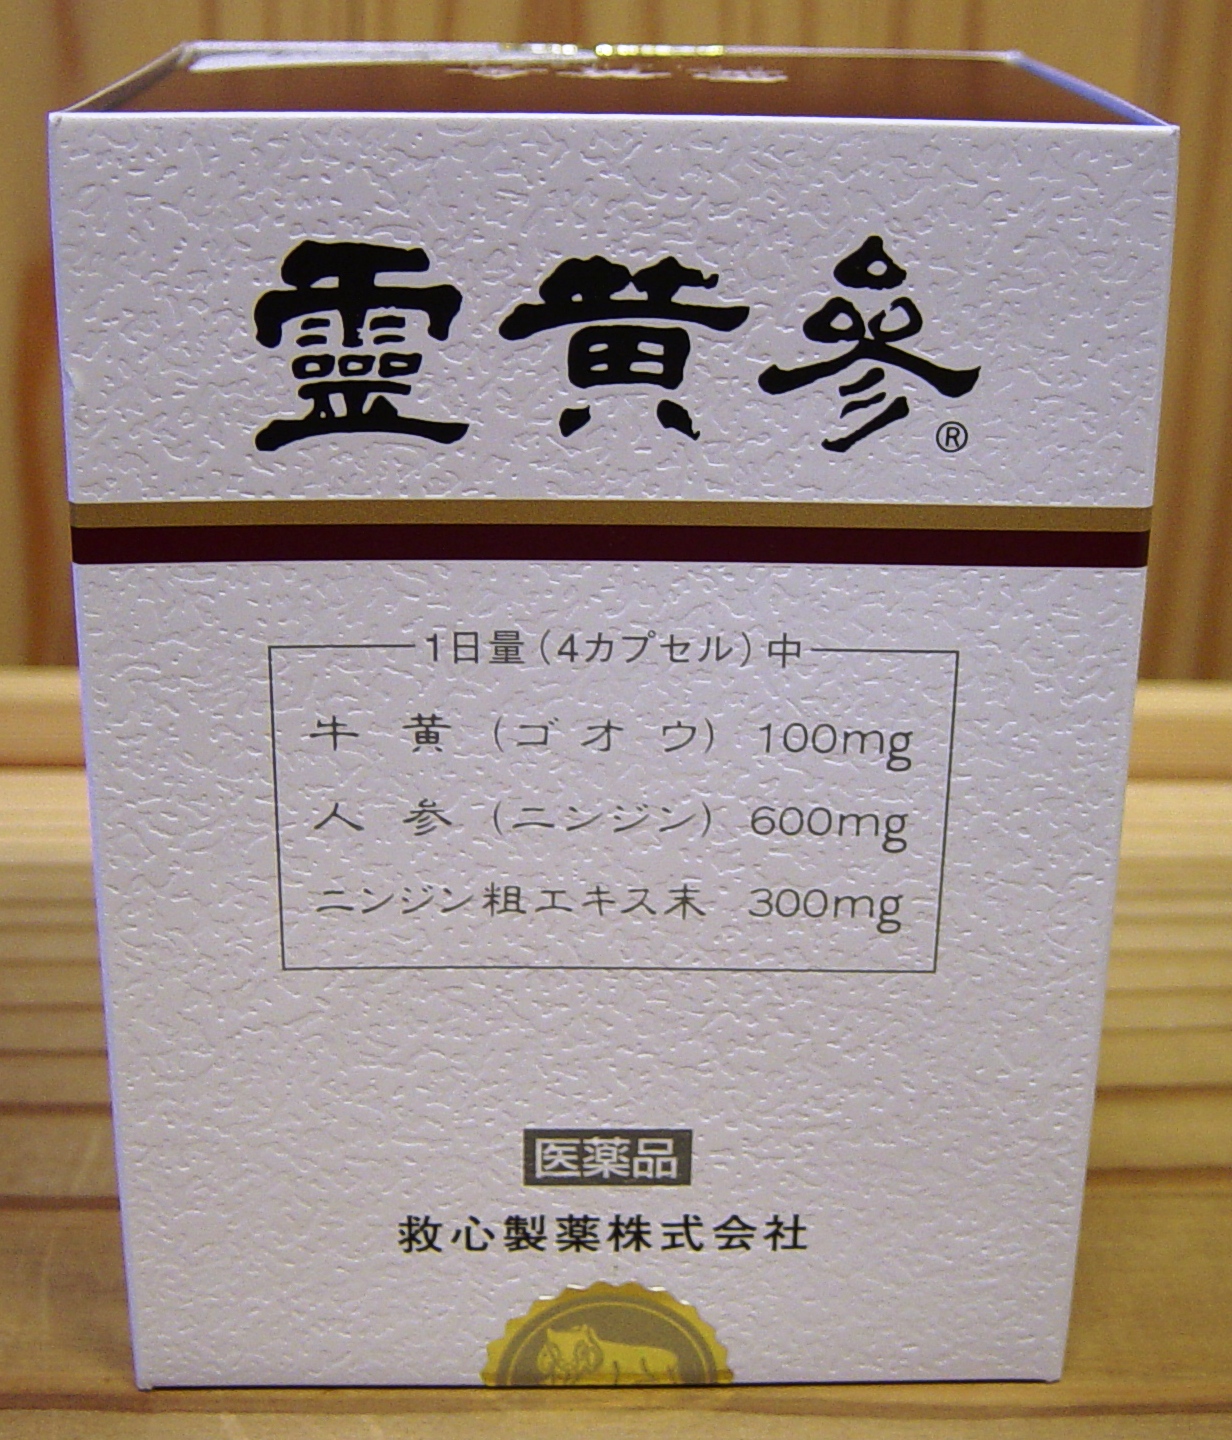 靈黄參®
1日量(4カプセル)中
牛黄(ゴオウ) 100mg
人参(ニンジン) 600mg
ニンジン粗エキス末 300mg
医薬品
救心製薬株式会社